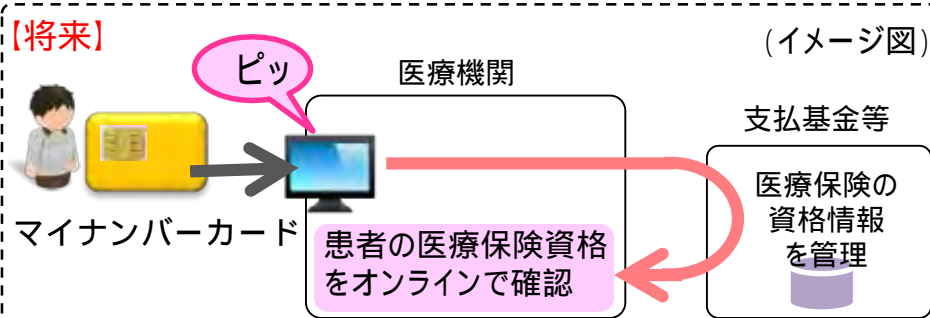 【将来】
(イメージ図)
ピッ
医療機関
支払基金等
マイナンバーカード
患者の医療保険資格
をオンラインで確認
医療保険の
資格情報
を管理